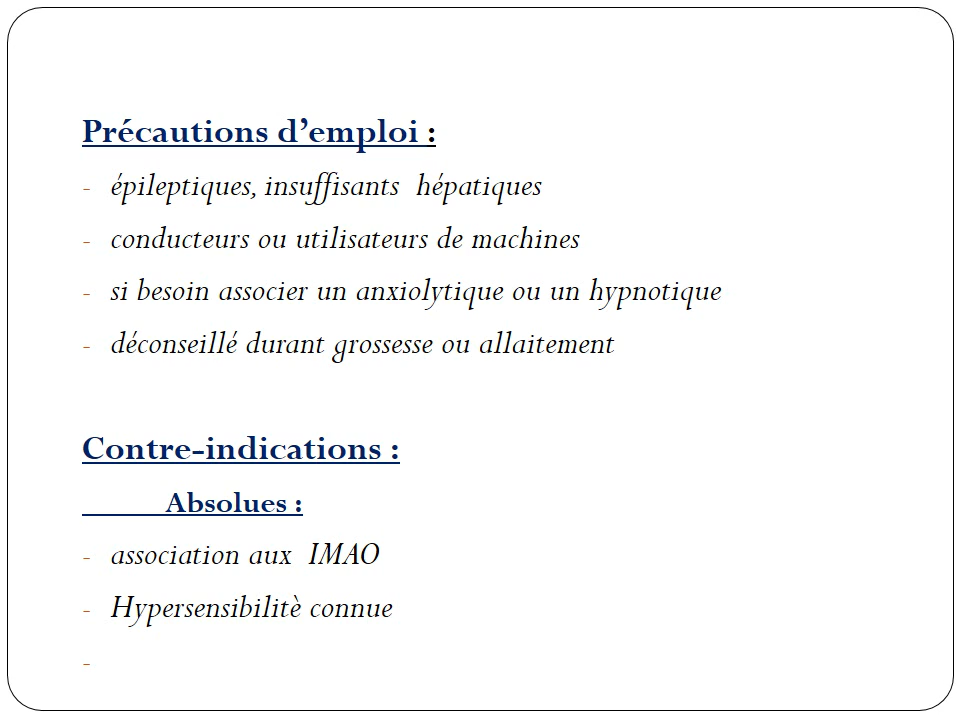 Précautions d’emploi :
- épileptiques, insuffisants  hépatiques
- conducteurs ou utilisateurs de machines
- si besoin associer un anxiolytique ou un hypnotique
- déconseillé durant grossesse ou allaitement
Contre-indications :
Absolues :
- association aux  IMAO
- Hypersensibilitè connue
-